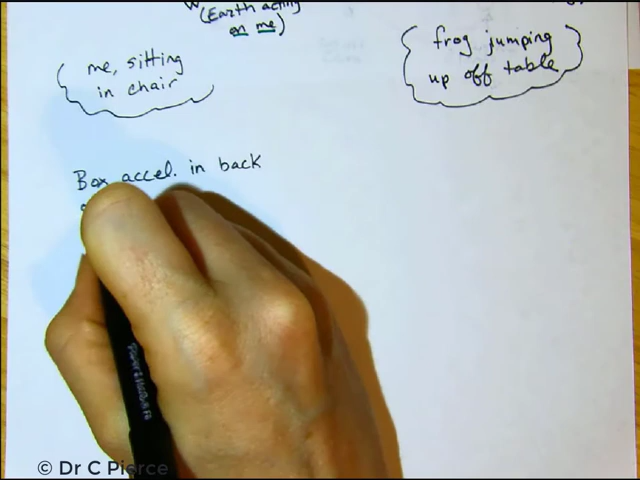 (Earth acting
on me)
me, sitting
in chair
frog jumping
up off table
Box accel. in back
© Dr C Pierce